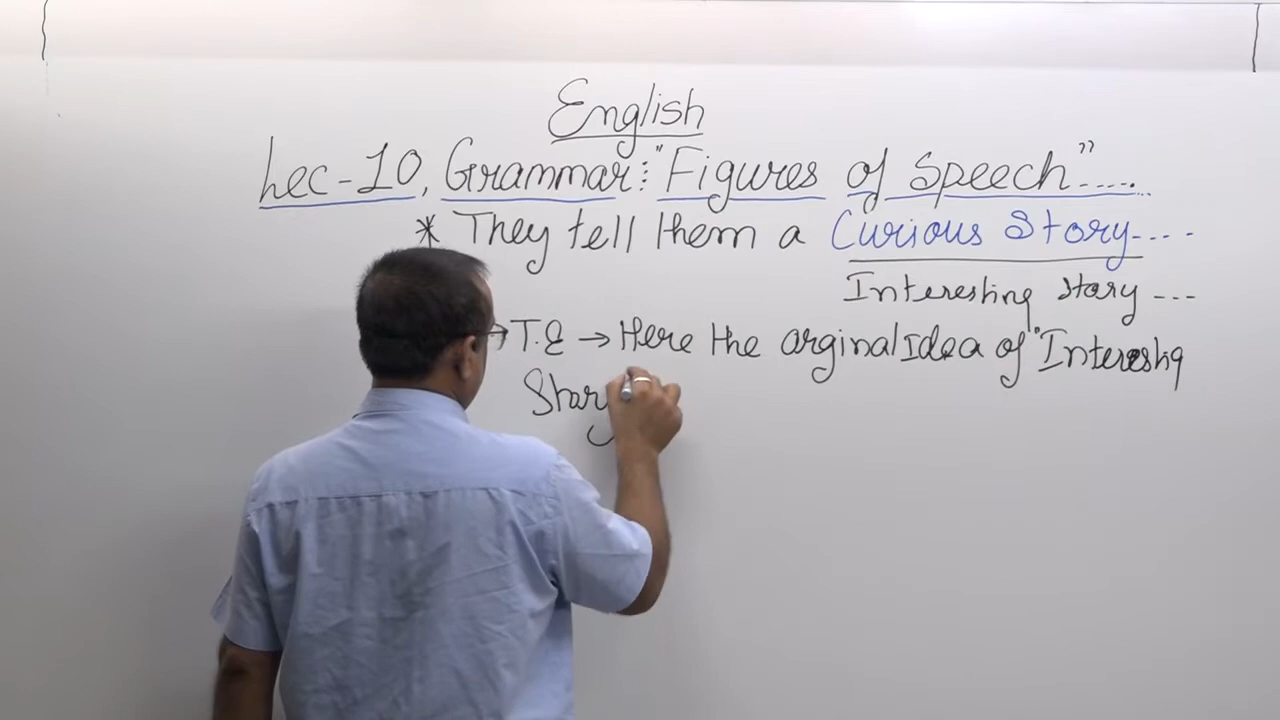 English
Lec-10, Grammar: "Figures of Speech".....
* They tell them a Curious Story....
Interesting Story ...
→ T.E → Here the arginal Idea of "Interesting
Story